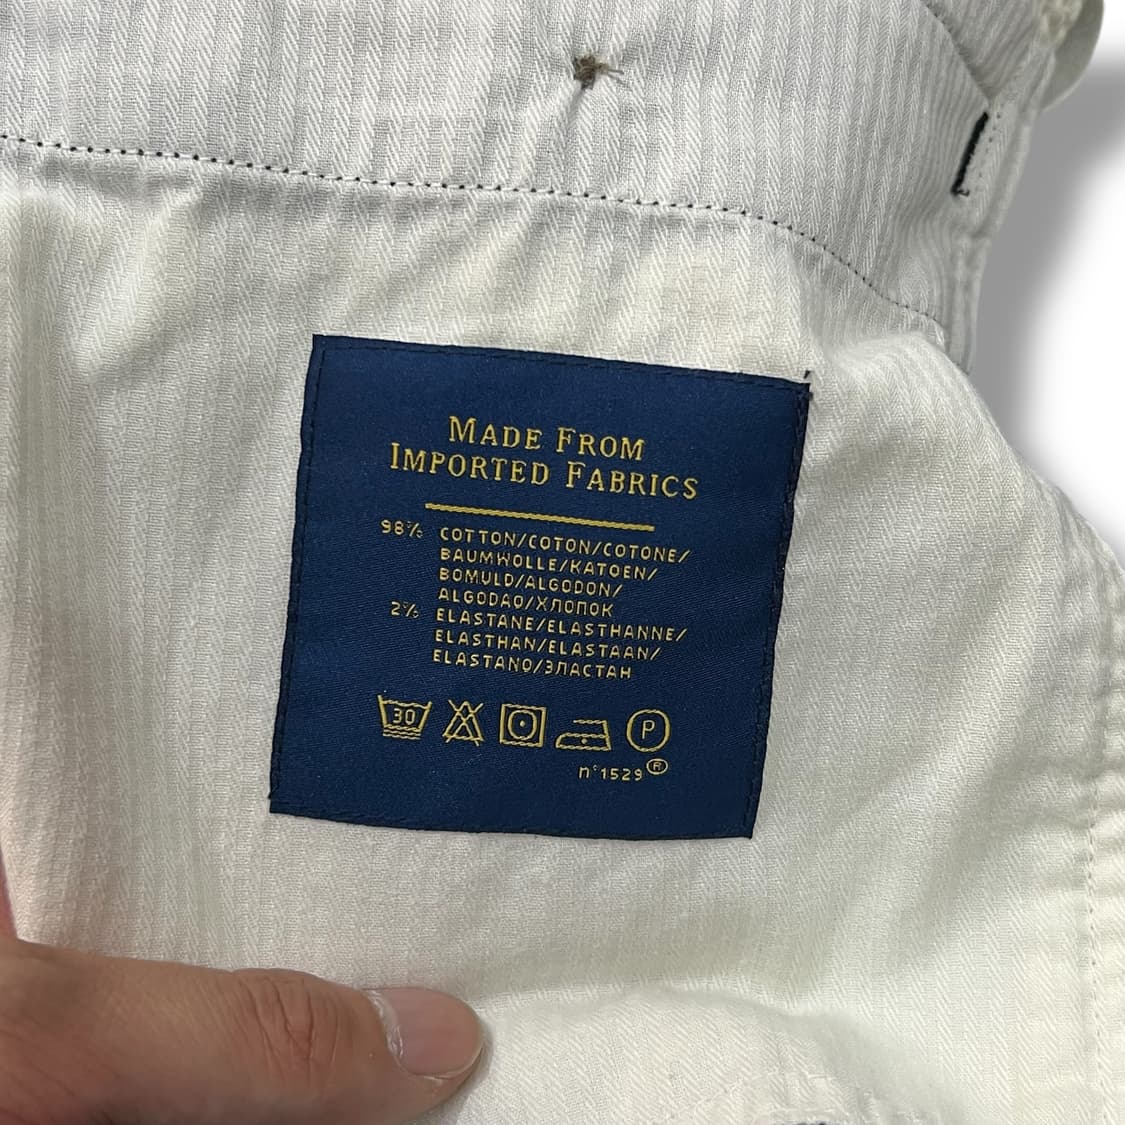 MADE FROM
IMPORTED FABRICS
98% COTTON/COTON/COTONE/
BAUMWOLLE/KATOEN/
BOMULD/ALGODON/
ALGODAO/ХЛОПОК
2% ELASTANE/ELASTHANNE/
ELASTHAN/ELASTAAN/
ELASTANO/ЭЛАСТАН
30 P
n°1529 ®